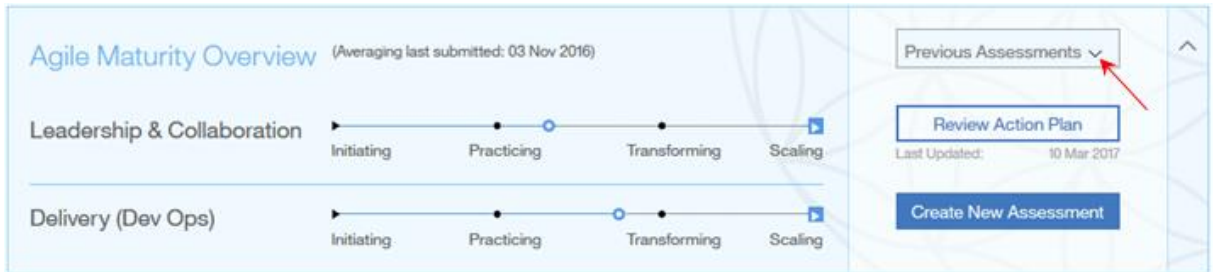 Agile Maturity Overview (Averaging last submitted: 03 Nov 2016)
Leadership & Collaboration
Initiating Practicing Transforming Scaling
Delivery (Dev Ops)
Initiating Practicing Transforming Scaling
Previous Assessments
Review Action Plan
Last Updated: 10 Mar 2017
Create New Assessment